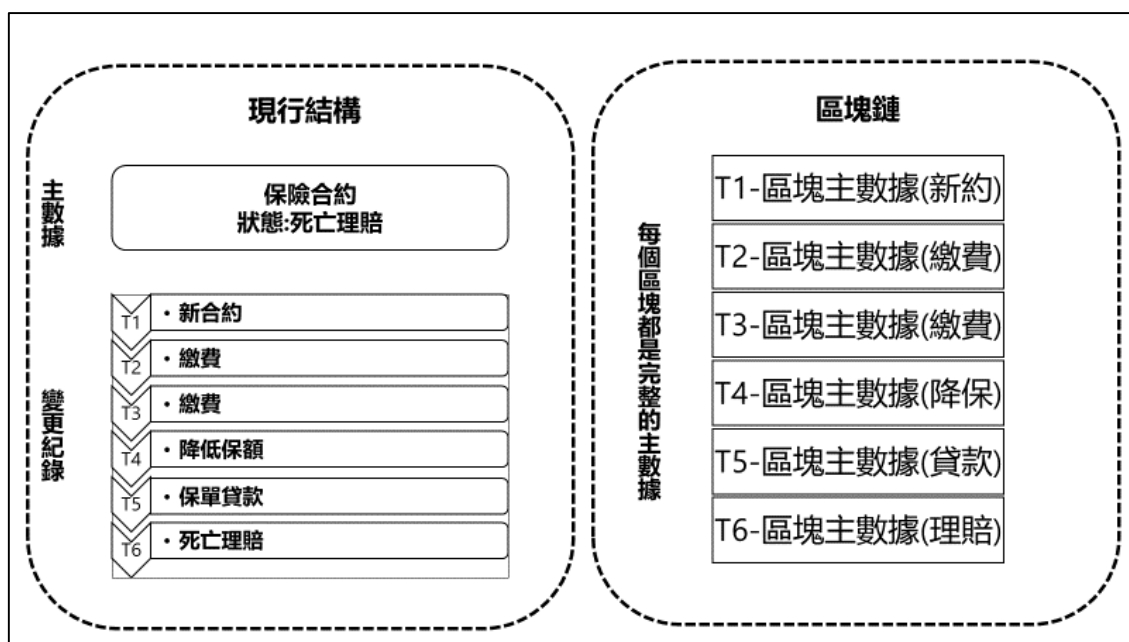 現行結構
主數據
保險合約
狀態:死亡理賠
變更紀錄
T1
・新合約
T2
・繳費
T3
・繳費
T4
・降低保額
T5
・保單貸款
T6
・死亡理賠
區塊鏈
每個區塊都是完整的主數據
T1-區塊主數據(新約)
T2-區塊主數據(繳費)
T3-區塊主數據(繳費)
T4-區塊主數據(降保)
T5-區塊主數據(貸款)
T6-區塊主數據(理賠)